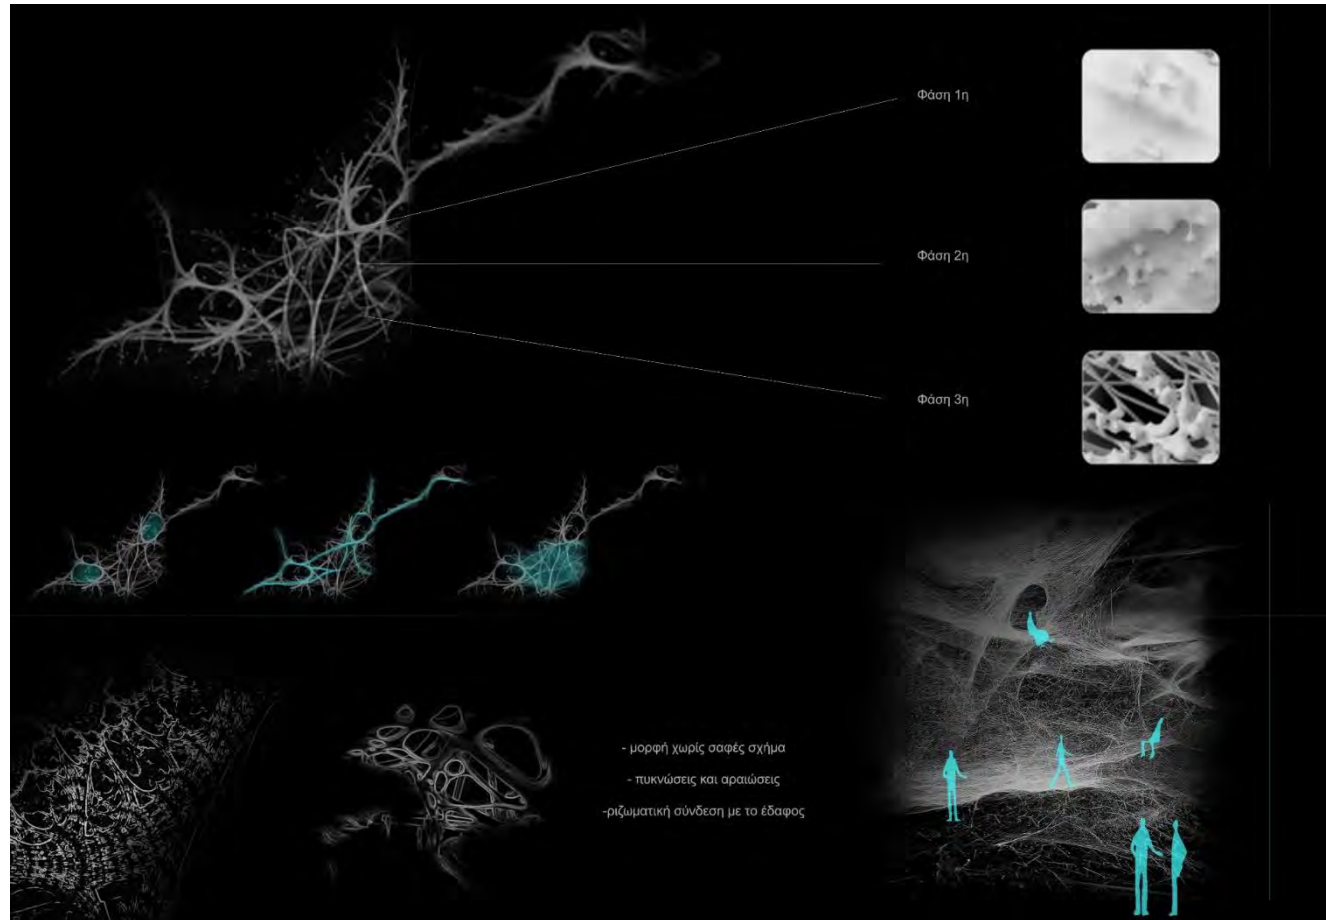 Φάση 1η
Φάση 2η
Φάση 3η
- μορφή χωρίς σαφές σχήμα
- πυκνώσεις και αραιώσεις
-ριζωματική σύνδεση με το έδαφος